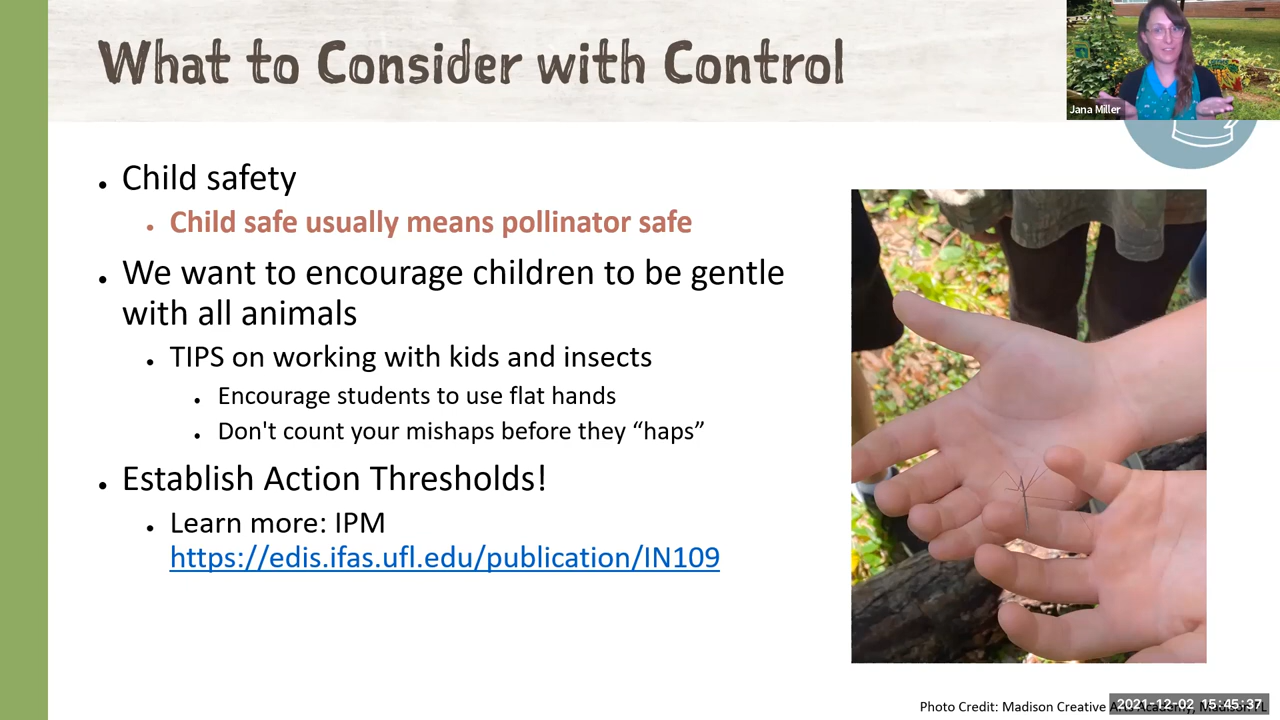 What to Consider with Control
Jana Miller
Child safety
Child safe usually means pollinator safe
We want to encourage children to be gentle
with all animals
TIPS on working with kids and insects
Encourage students to use flat hands
Don't count your mishaps before they “haps”
Establish Action Thresholds!
Learn more: IPM
https://edis.ifas.ufl.edu/publication/IN109
Photo Credit: Madison Creative
2021-12-02 15:45:37